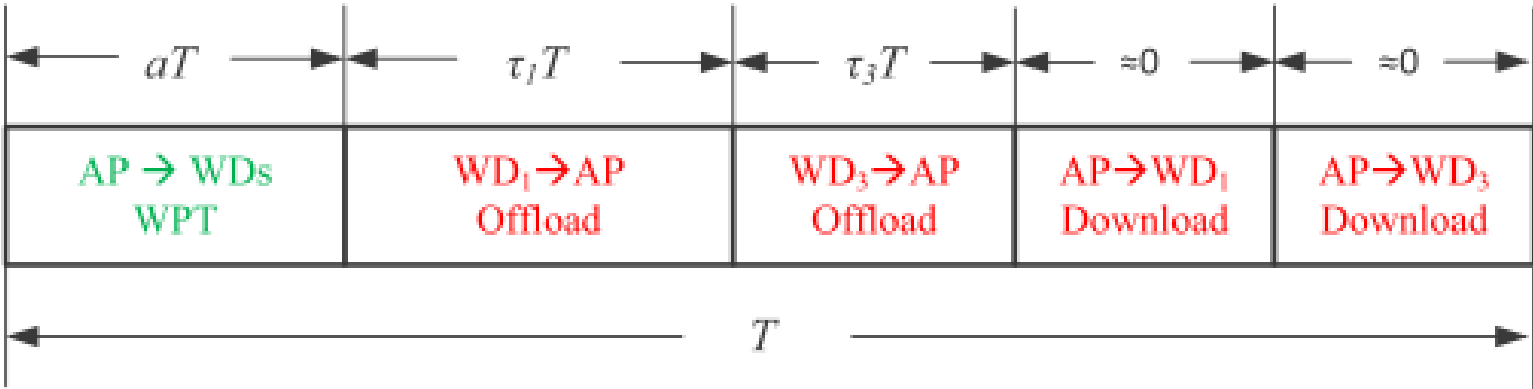 aT τ₁T τ₃T ≈0 ≈0
AP → WDs WD₁→AP WD₃→AP AP→WD₁ AP→WD₃
WPT Offload Offload Download Download
T